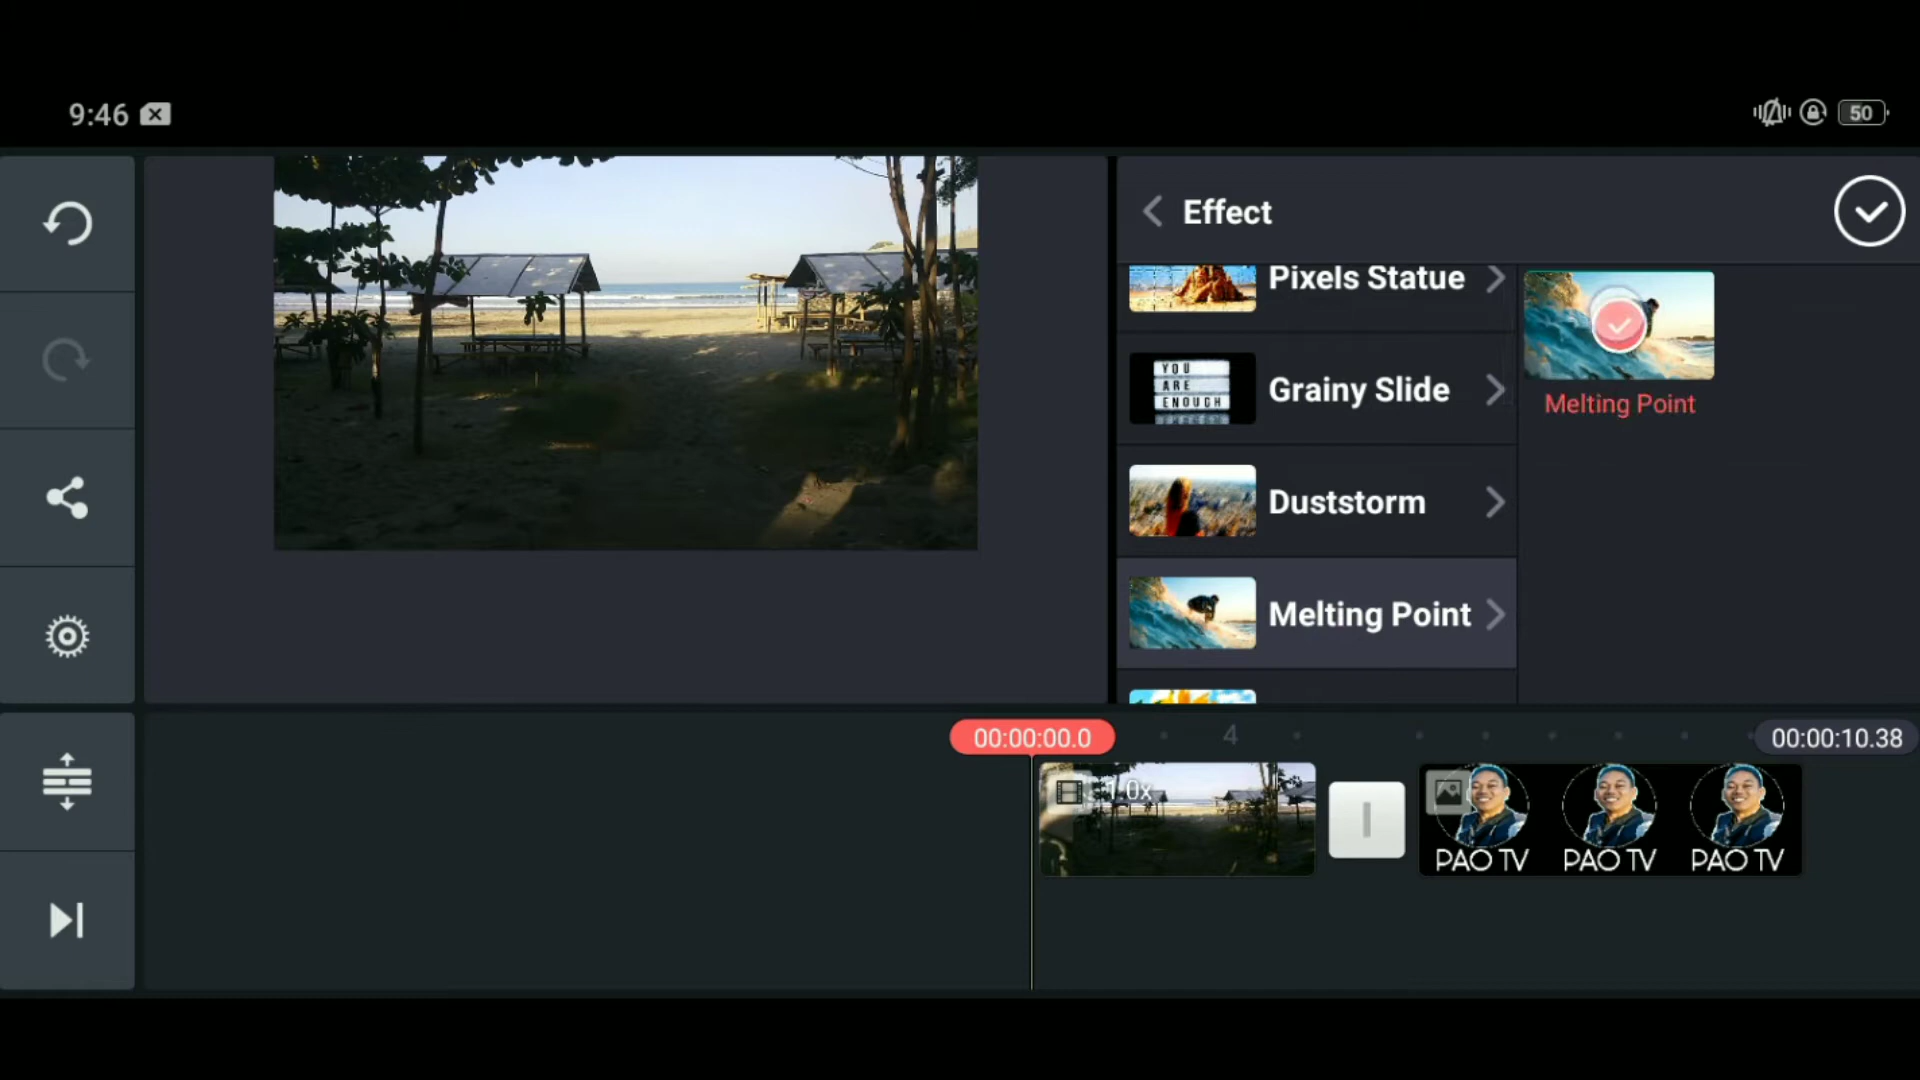 9:46
50
Effect
Pixels Statue
Grainy Slide
YOU
ARE
ENOUGH
Duststorm
Melting Point
Melting Point
00:00:00.0
4
00:00:10.38
1.0x
PAO TV
PAO TV
PAO TV